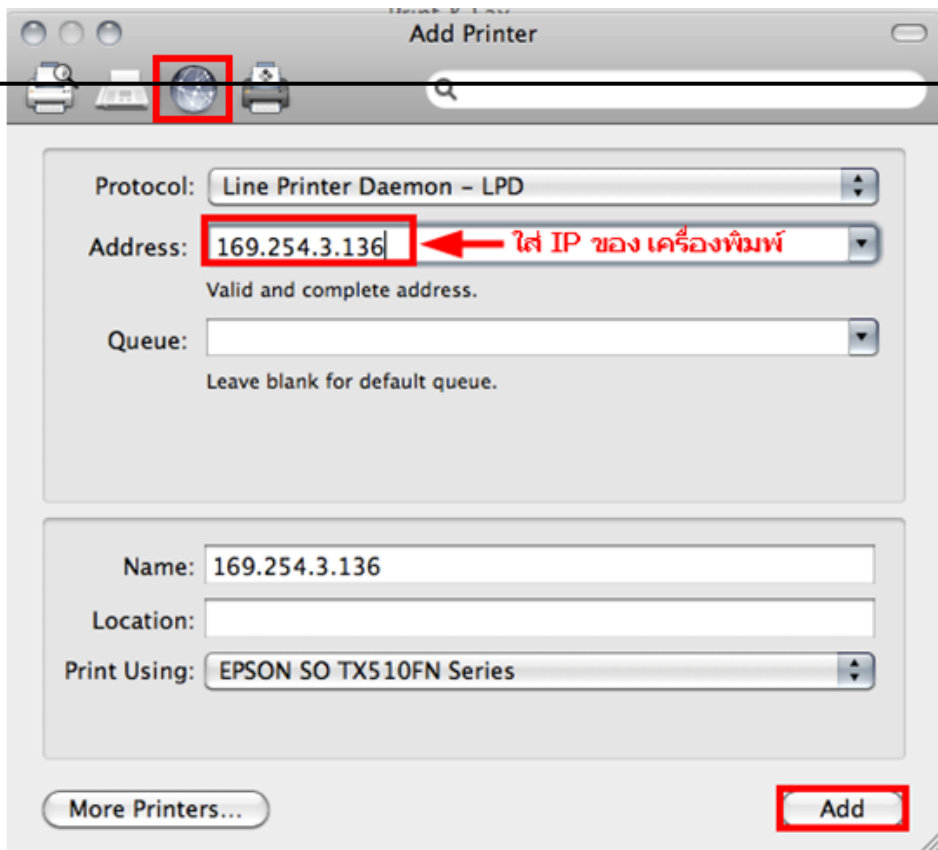 Add Printer
Protocol: Line Printer Daemon – LPD
Address: 169.254.3.136 ใส่ IP ของ เครื่องพิมพ์
Valid and complete address.
Queue:
Leave blank for default queue.
Name: 169.254.3.136
Location:
Print Using: EPSON SO TX510FN Series
More Printers... Add